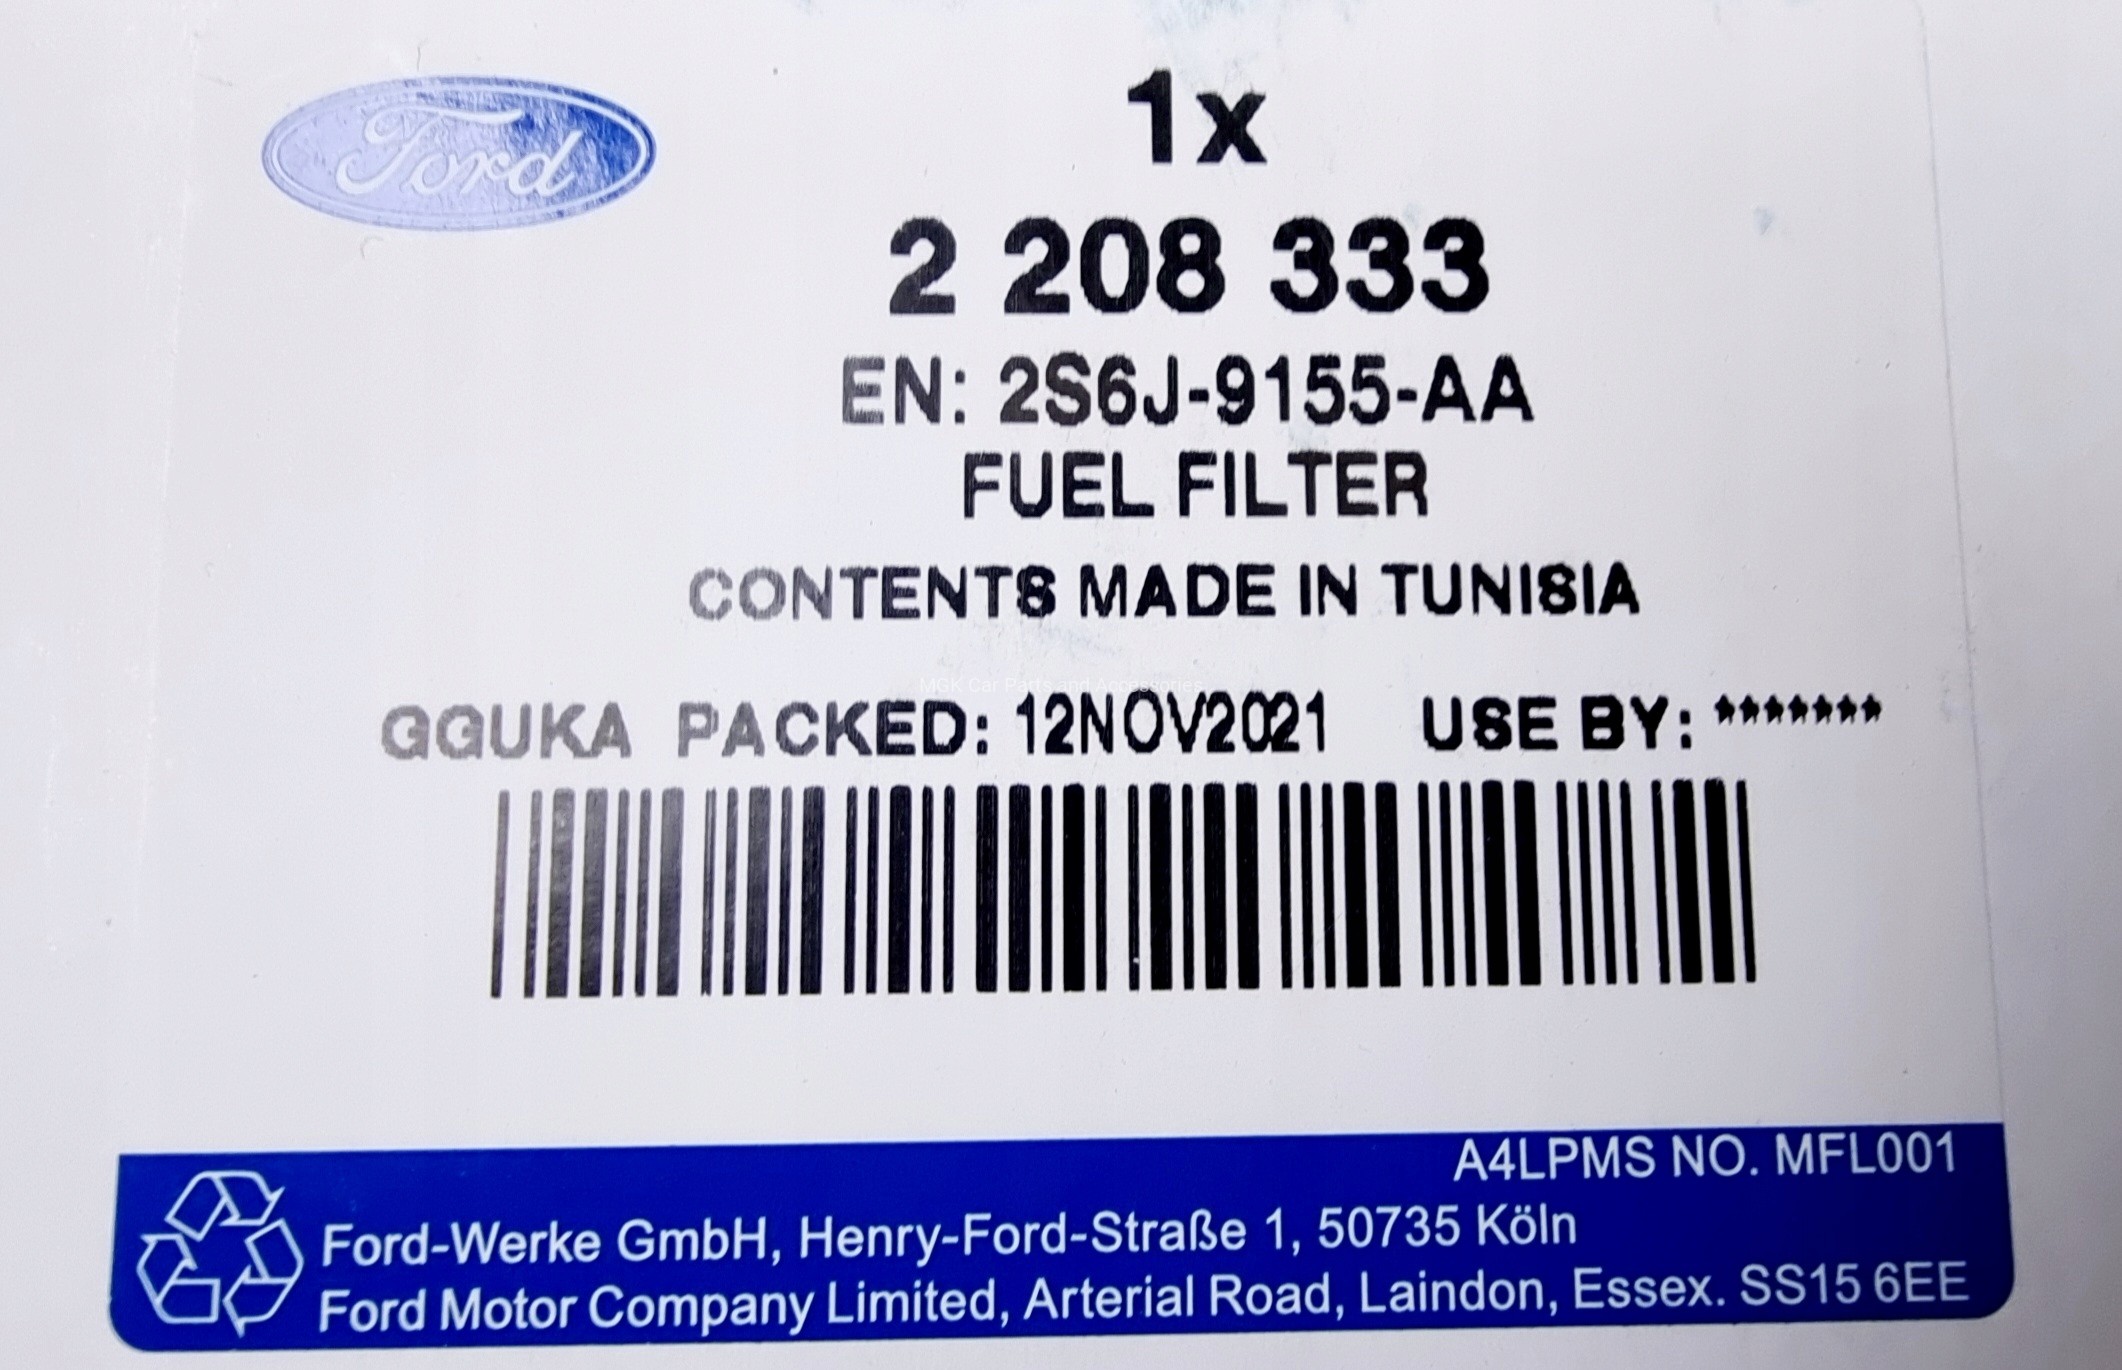 Ford
1x
2 208 333
EN: 2S6J-9155-AA
FUEL FILTER
CONTENTS MADE IN TUNISIA
MGK Car Parts and Accessories
GGUKA PACKED: 12NOV2021 USE BY: *******
A4LPMS NO. MFL001
Ford-Werke GmbH, Henry-Ford-Straße 1, 50735 Köln
Ford Motor Company Limited, Arterial Road, Laindon, Essex. SS15 6EE